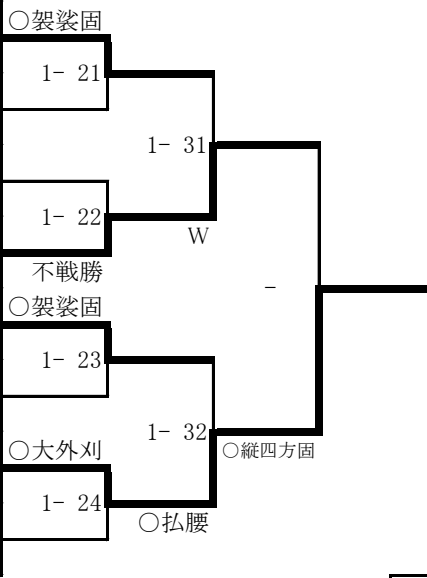 ○袈裟固
1- 21
1- 31
1- 22
W
不戦勝
-
○袈裟固
1- 23
1- 32
○縦四方固
○大外刈
1- 24
○払腰